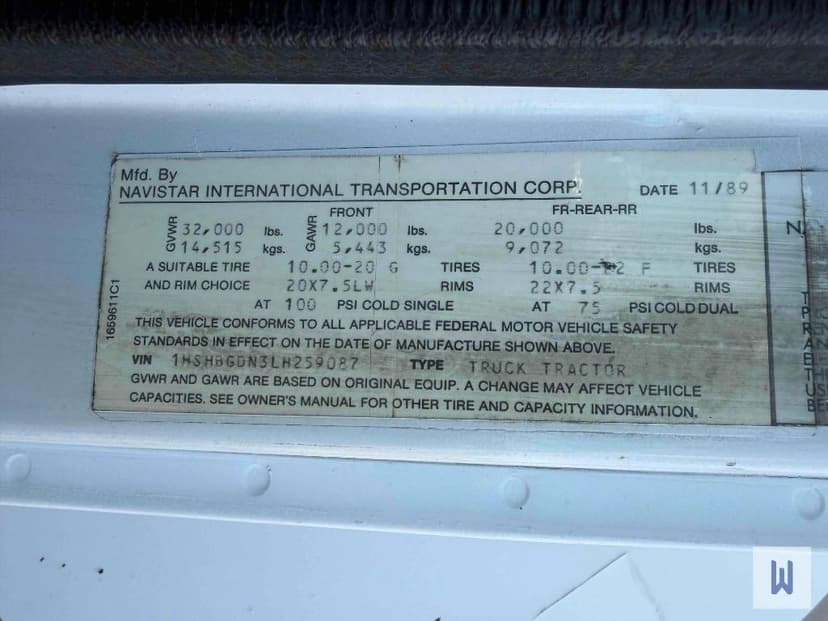 Mfd. By
NAVISTAR INTERNATIONAL TRANSPORTATION CORP. DATE 11/89
FRONT FR-REAR-RR
GVWR 32,000 lbs. GAWR 12,000 lbs. 20,000 lbs.
14,515 kgs. 5,443 kgs. 9,072 kgs.
A SUITABLE TIRE 10.00-20 G TIRES F TIRES
AND RIM CHOICE 20X7.5LW RIMS 22X7.5 RIMS
AT 100 PSI COLD SINGLE AT 75 PSI COLD DUAL
THIS VEHICLE CONFORMS TO ALL APPLICABLE FEDERAL MOTOR VEHICLE SAFETY
STANDARDS IN EFFECT ON THE DATE OF MANUFACTURE SHOWN ABOVE.
VIN 1HSHBGDN3LH259087 TYPE TRUCK TRACTOR
GVWR AND GAWR ARE BASED ON ORIGINAL EQUIP. A CHANGE MAY AFFECT VEHICLE
CAPACITIES. SEE OWNER'S MANUAL FOR OTHER TIRE AND CAPACITY INFORMATION.
1659611C1
W